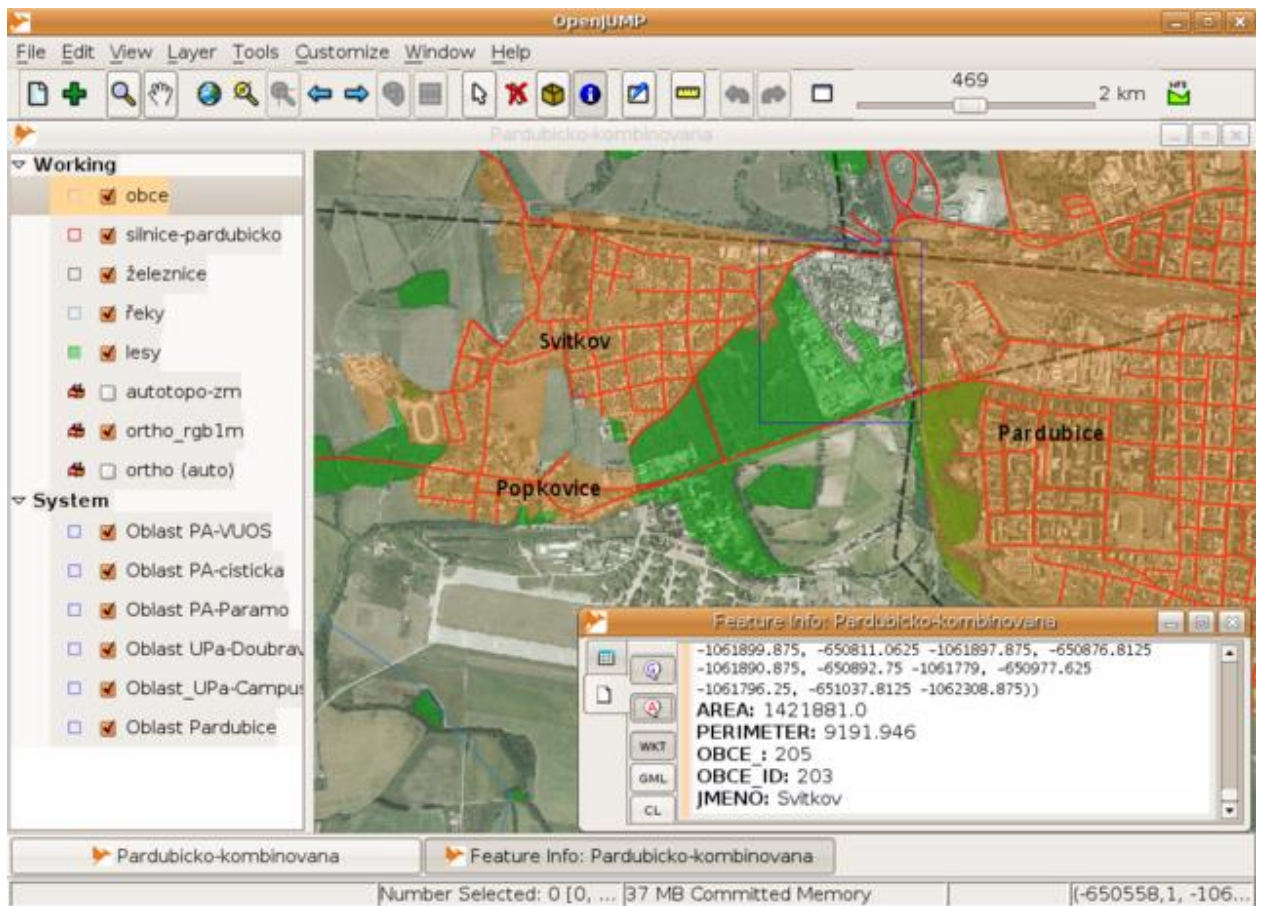 OpenJUMP
File Edit View Layer Tools Customize Window Help
469
2 km
Pardubicko-kombinovana
Working
obce
silnice-pardubicko
železnice
řeky
lesy
autotopo-zm
ortho_rgb1m
ortho (auto)
System
Oblast PA-VUOS
Oblast PA-cisticka
Oblast PA-Paramo
Oblast UPa-Doubrav
Oblast_UPa-Campus
Oblast Pardubice
Svitkov
Pardubice
Popkovice
Feature Info: Pardubicko-kombinovana
-1061899.875, -650811.0625 -1061897.875, -650876.8125
-1061890.875, -650892.75 -1061779, -650977.625
-1061796.25, -651037.8125 -1062308.875))
AREA: 1421881.0
PERIMETER: 9191.946
OBCE_: 205
OBCE_ID: 203
JMENO: Svitkov
WKT
GML
CL
Pardubicko-kombinovana
Feature Info: Pardubicko-kombinovana
Number Selected: 0 [0, ... 37 MB Committed Memory (-650558,1, -106...